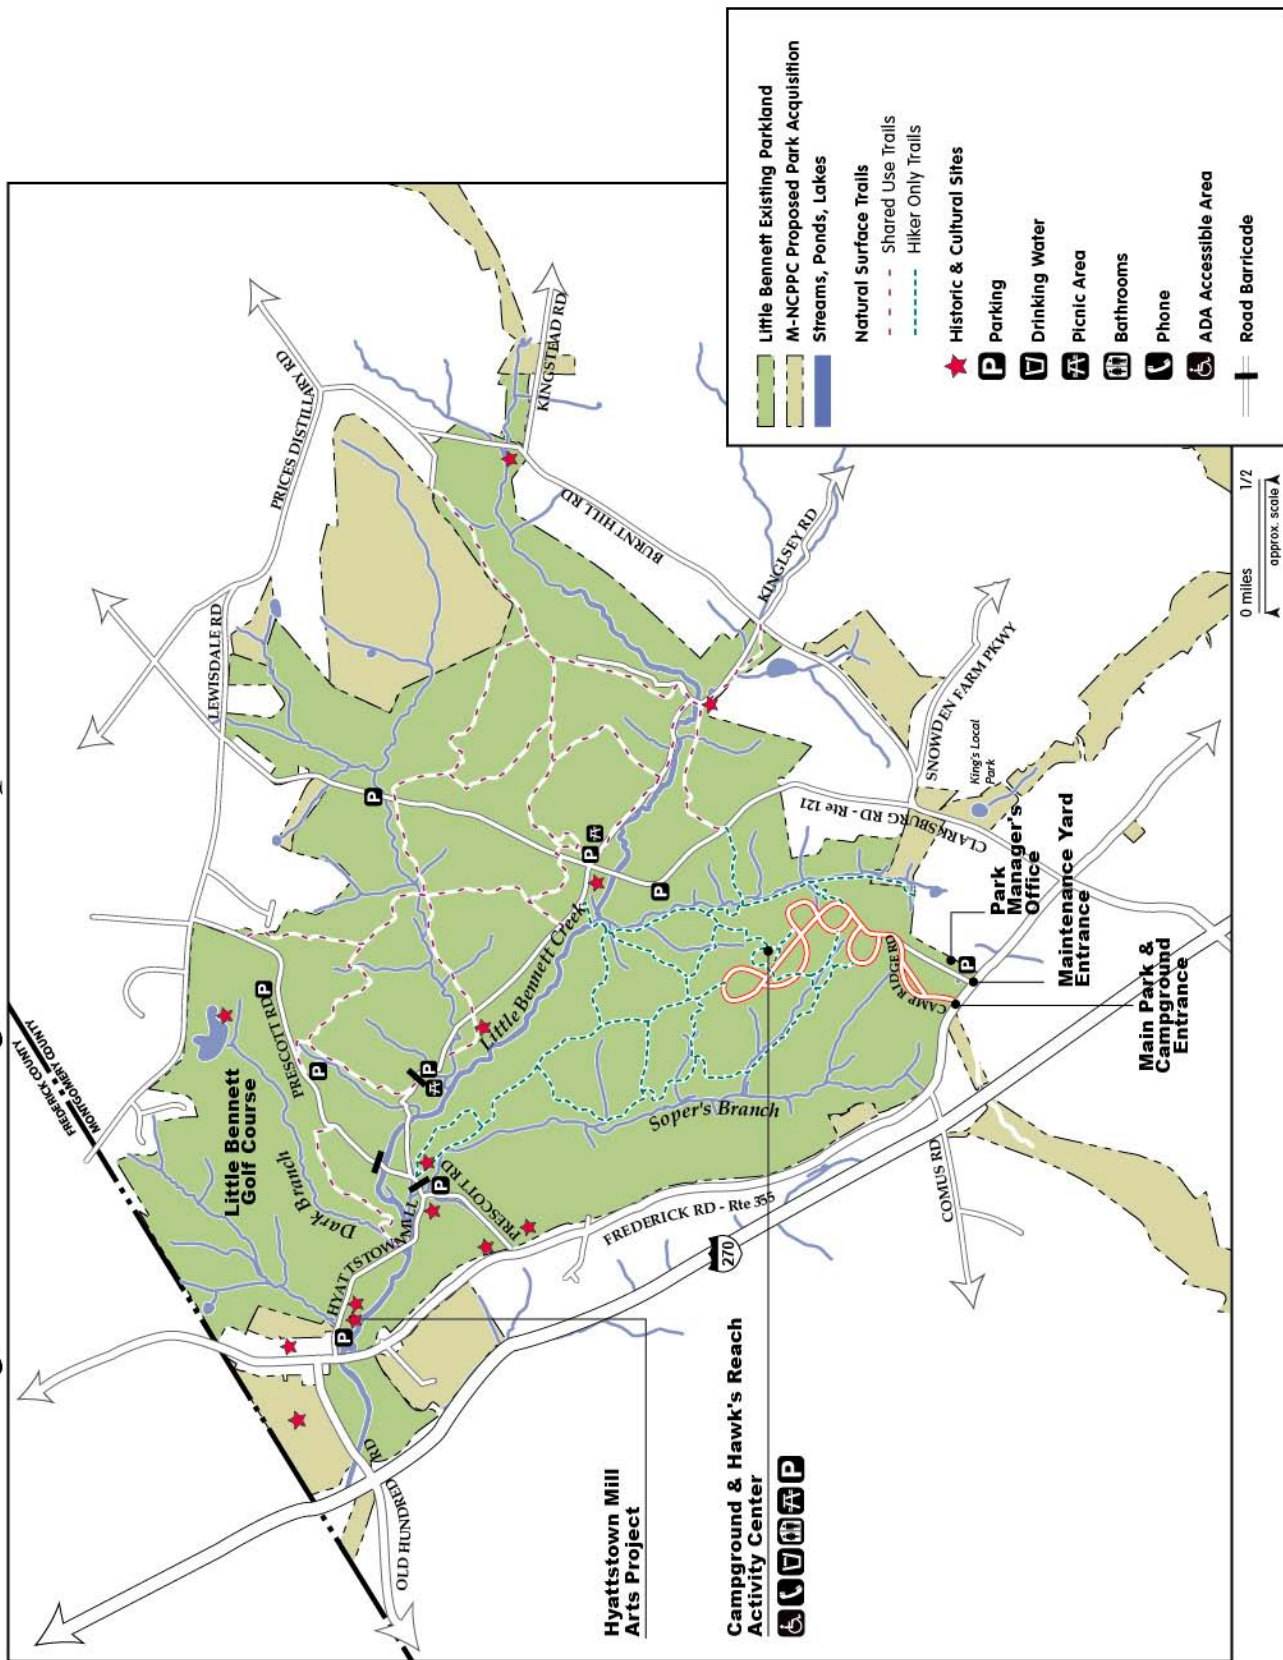 FREDERICK COUNTY
MONTGOMERY COUNTY
Little Bennett
Golf Course
Dark Branch
PRESCOTT RD
LEWISDALE RD
PRICES DISTILLARY RD
KINGSTEAD RD
BURNT HILL RD
KINGLSEY RD
SNOWDEN FARM PKWY
King's Local
Park
CLARKSBURG RD - Rte 121
Little Bennett Creek
Soper's Branch
CAMP RIDGE RD
HYATTSTOWN MILL
PRESCOTT RD
FREDERICK RD - Rte 355
270
COMUS RD
OLD HUNDRED RD
P
P
P
P
P
P
P
P
P
Hyattstown Mill
Arts Project
Campground & Hawk's Reach
Activity Center
P
Park
Manager's
Office
Maintenance Yard
Entrance
Main Park &
Campground
Entrance
Little Bennett Existing Parkland
M-NCPPC Proposed Park Acquisition
Streams, Ponds, Lakes
Natural Surface Trails
Shared Use Trails
Hiker Only Trails
Historic & Cultural Sites
P Parking
Drinking Water
Picnic Area
Bathrooms
Phone
ADA Accessible Area
Road Barricade
0 miles 1/2
approx. scale